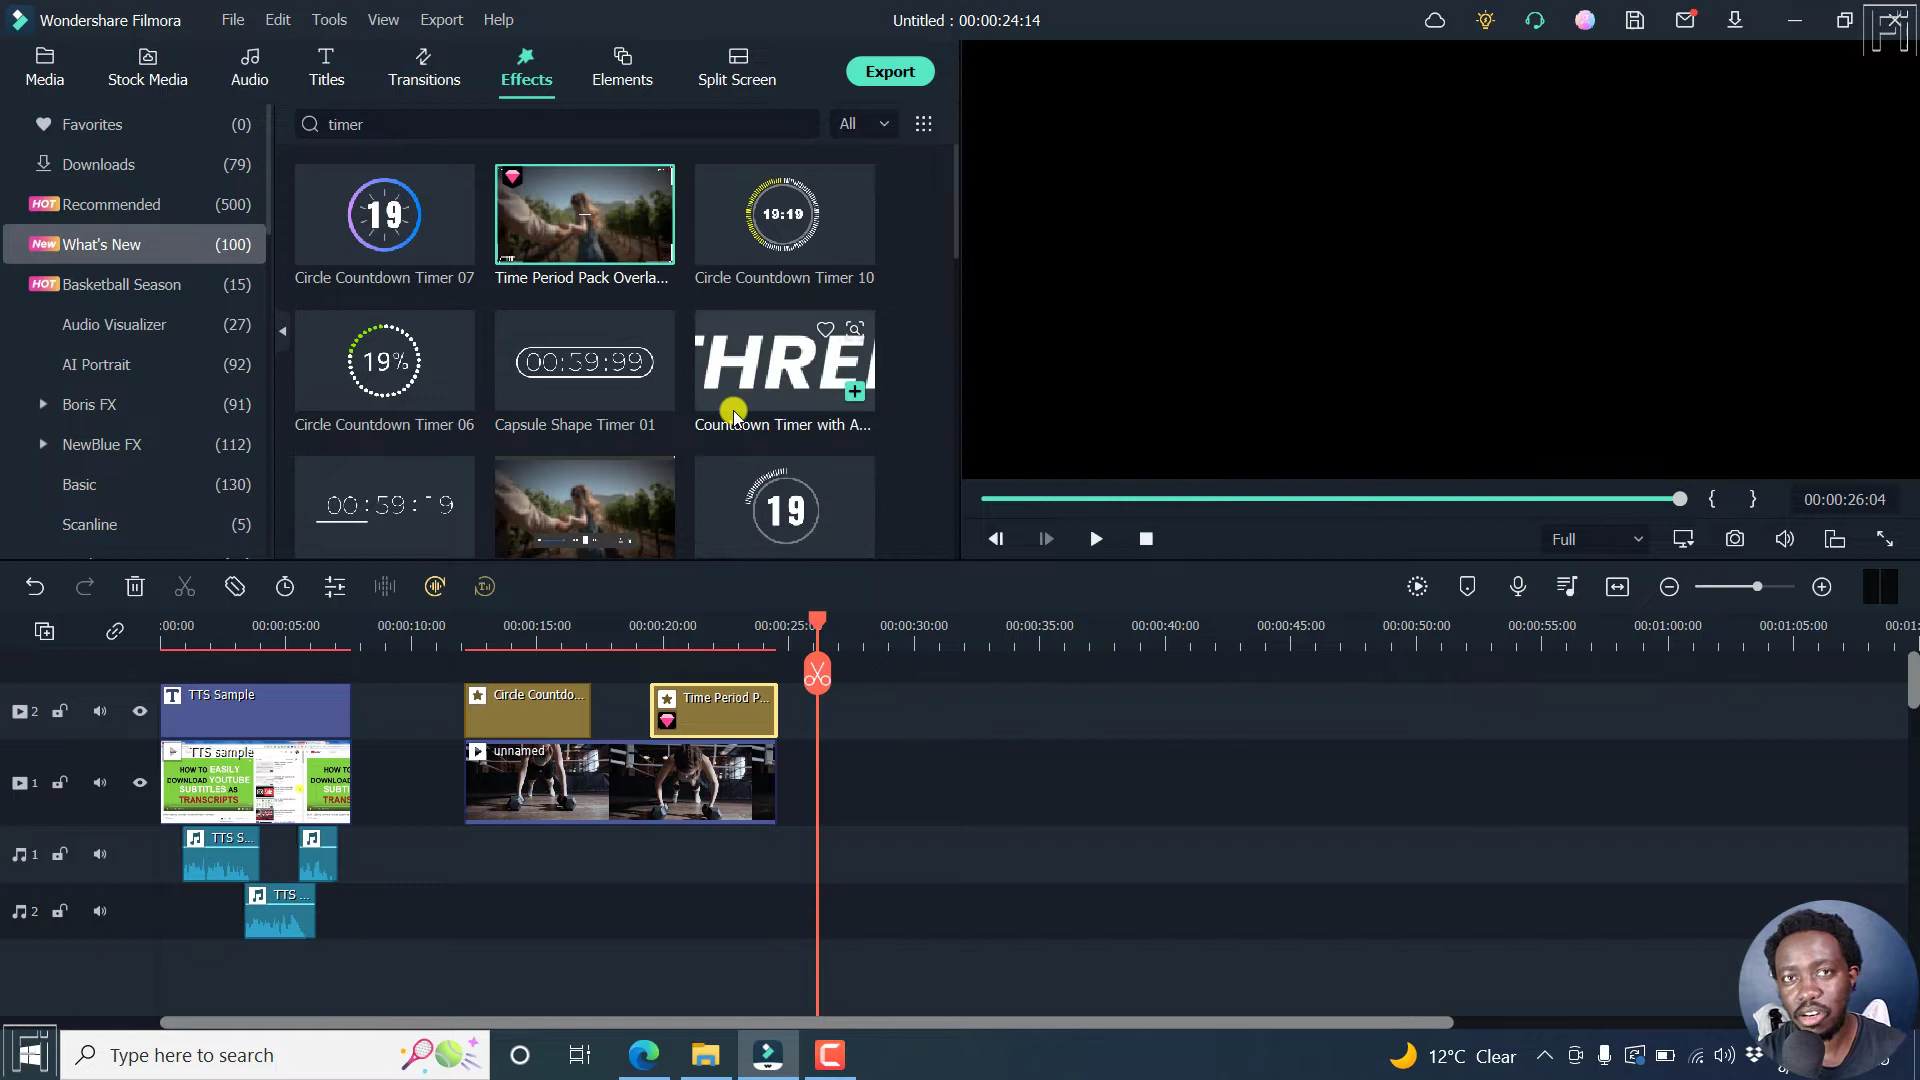 Wondershare Filmora
File Edit Tools View Export Help
Untitled : 00:00:24:14
Media Stock Media Audio Titles Transitions Effects Elements Split Screen
Export
Favorites (0)
Downloads (79)
HOT Recommended (500)
New What's New (100)
HOT Basketball Season (15)
Audio Visualizer (27)
AI Portrait (92)
Boris FX (91)
NewBlue FX (112)
Basic (130)
Scanline (5)
timer
All
19
19:19
Circle Countdown Timer 07
Time Period Pack Overla...
Circle Countdown Timer 10
19%
00:59:99
THREE
Circle Countdown Timer 06
Capsule Shape Timer 01
Countdown Timer with A...
19
00:00:26:04
Full
:00:00 00:00:05:00 00:00:10:00 00:00:15:00 00:00:20:00 00:00:25:0 00:00:30:00 00:00:35:00 00:00:40:00 00:00:45:00 00:00:50:00 00:00:55:00 00:01:00:00 00:01:05:00 00:01:
2
TTS Sample
Circle Countdo...
Time Period P...
1
TTS sample
HOW TO EASILY
DOWNLOAD YOUTUBE
SUBTITLES AS
TRANSCRIPTS
unnamed
1
TTS S...
2
TTS ...
Type here to search
12°C Clear